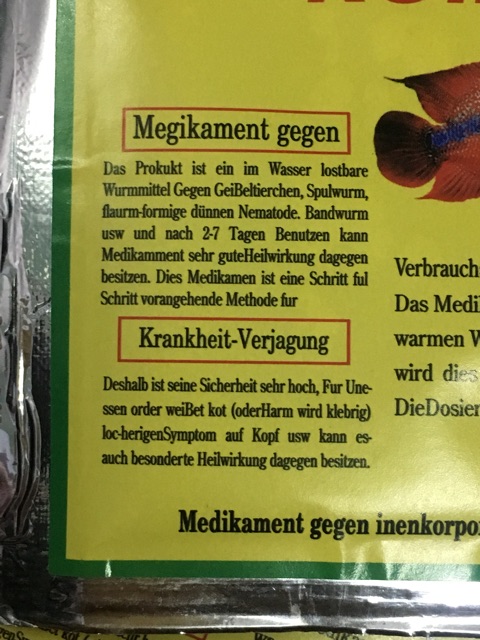 Megikament gegen
Das Prokukt ist ein im Wasser lostbare
Wurmmittel Gegen GeiBeltierchen, Spulwurm,
flaurm-formige dünnen Nematode. Bandwurm
usw und nach 2-7 Tagen Benutzen kann
Medikamment sehr guteHeilwirkung dagegen
besitzen. Dies Medikamen ist eine Schritt ful
Schritt vorangehende Methode fur
Krankheit-Verjagung
Deshalb ist seine Sicherheit sehr hoch, Fur Une-
ssen order weiBet kot (oderHarm wird klebrig)
loc-herigenSymptom auf Kopf usw kann es-
auch besonderte Heilwirkung dagegen besitzen.
Verbrauch
Das Medi
warmen W
wird dies
DieDosier
Medikament gegen inenkorpo